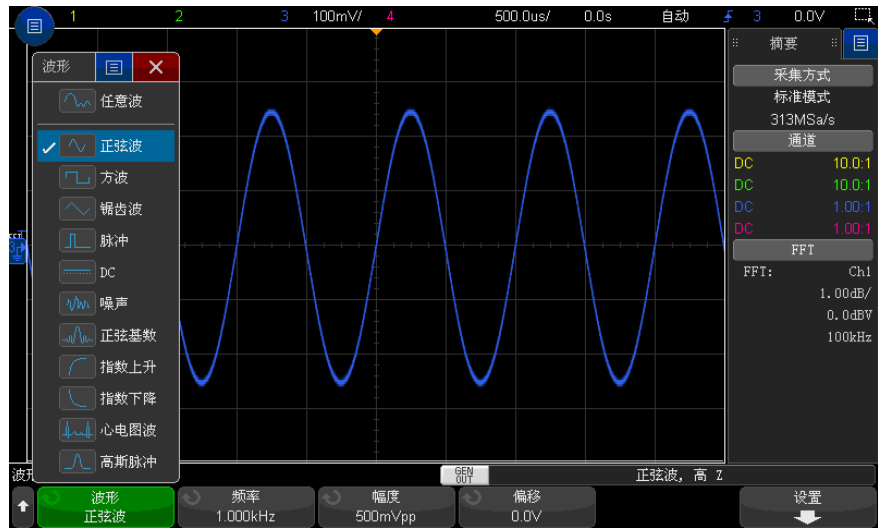 1 2 3 100mV/ 4 500.0us/ 0.0s 自动 3 0.0V
波形
任意波
正弦波
方波
锯齿波
脉冲
DC
噪声
正弦基数
指数上升
指数下降
心电图波
高斯脉冲
摘要
采集方式
标准模式
313MSa/s
通道
DC 10.0:1
DC 10.0:1
DC 1.00:1
DC 1.00:1
FFT
FFT: Ch1
1.00dB/
0.0dBV
100kHz
GEN OUT
正弦波, 高 Z
波形
正弦波
频率
1.000kHz
幅度
500mVpp
偏移
0.0V
设置